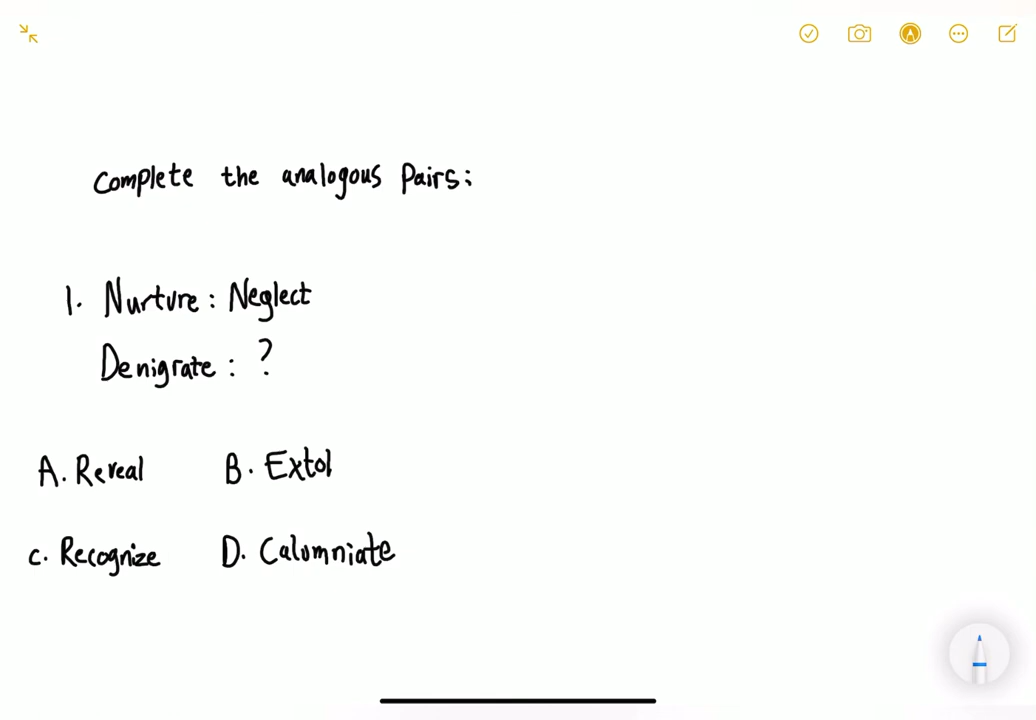 Complete the analogous Pairs:
1. Nurture : Neglect
Denigrate : ?
A. Reveal B. Extol
C. Recognize D. Calumniate